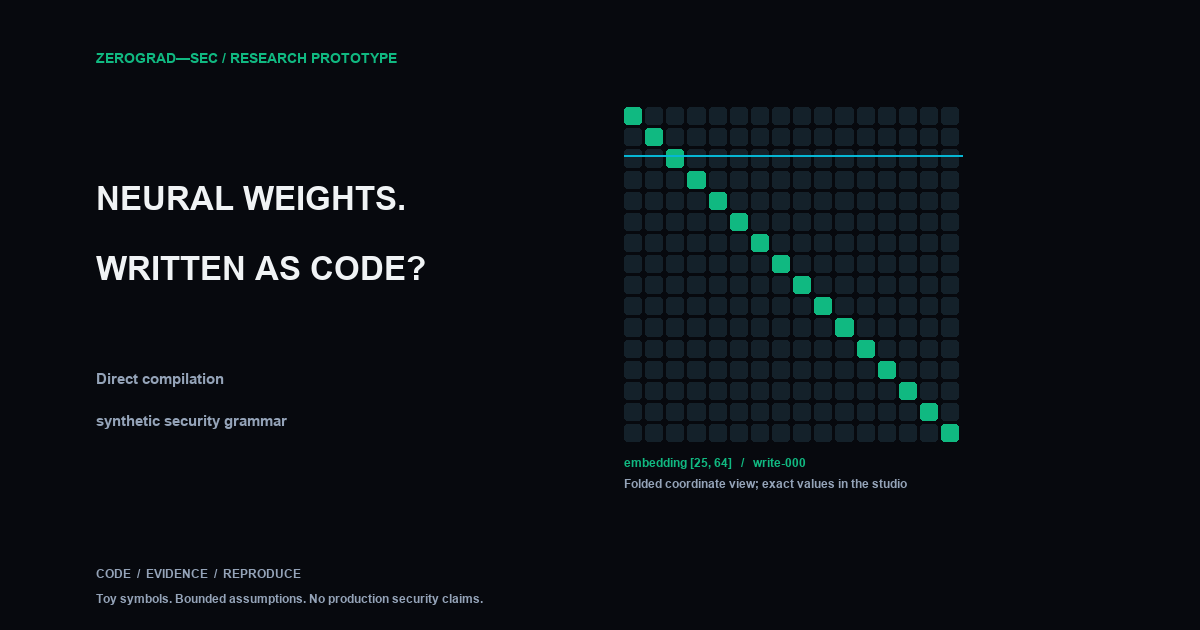 ZEROGRAD—SEC / RESEARCH PROTOTYPE
NEURAL WEIGHTS.
WRITTEN AS CODE?
Direct compilation
synthetic security grammar
embedding [25, 64] / write-000
Folded coordinate view; exact values in the studio
CODE / EVIDENCE / REPRODUCE
Toy symbols. Bounded assumptions. No production security claims.